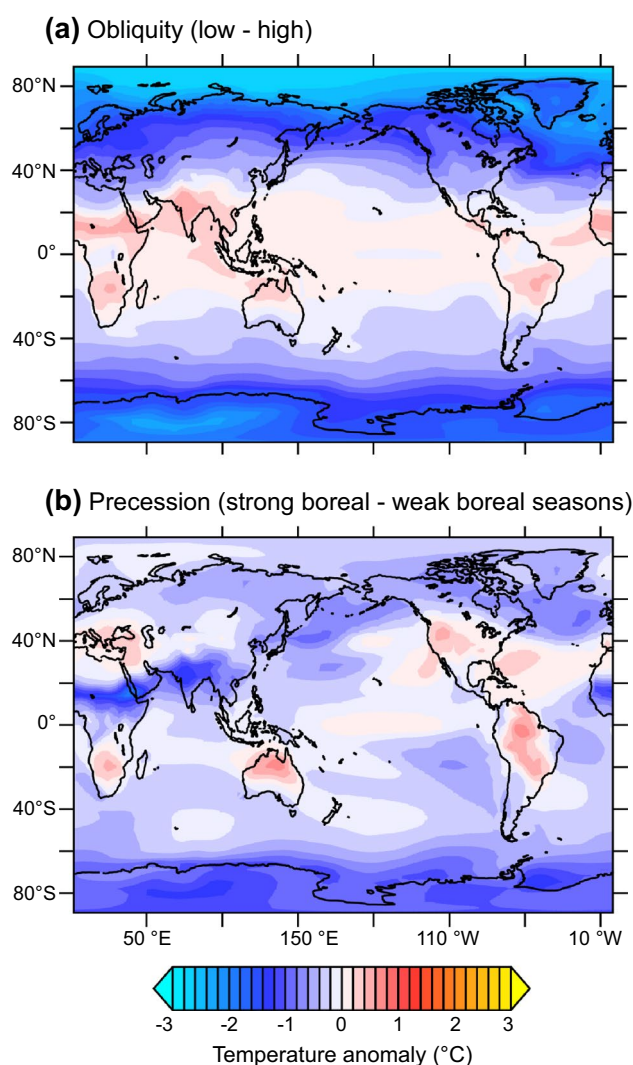 (a) Obliquity (low - high)
80°N
40°N
0°
40°S
80°S
(b) Precession (strong boreal - weak boreal seasons)
80°N
40°N
0°
40°S
80°S
50 °E 150 °E 110 °W 10 °W
-3 -2 -1 0 1 2 3
Temperature anomaly (°C)